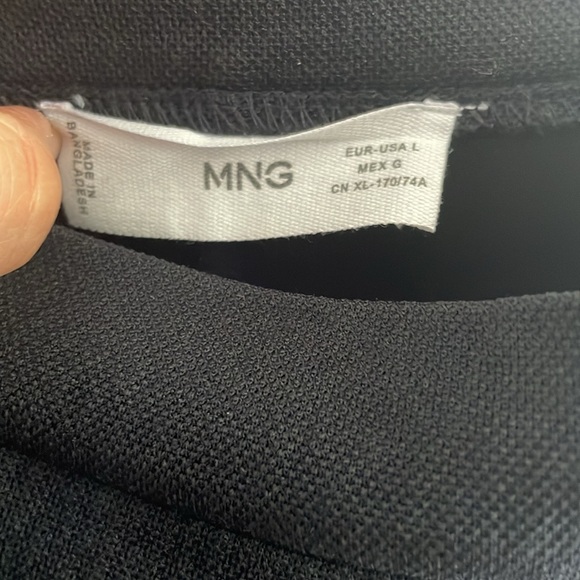 MADE IN
BANGLADESH
MNG
EUR-USA L
MEX G
CN XL-170/74A